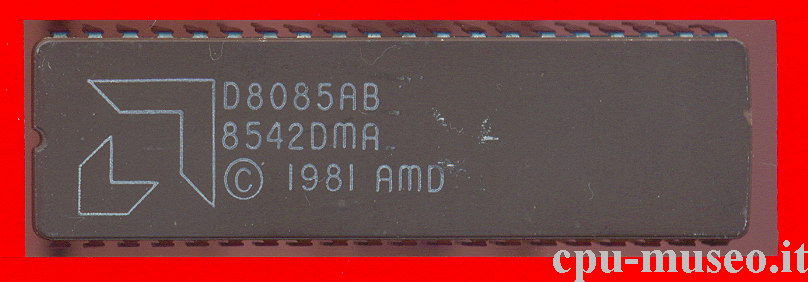 D8085AB
8542DMA
© 1981 AMD
cpu-museo.it